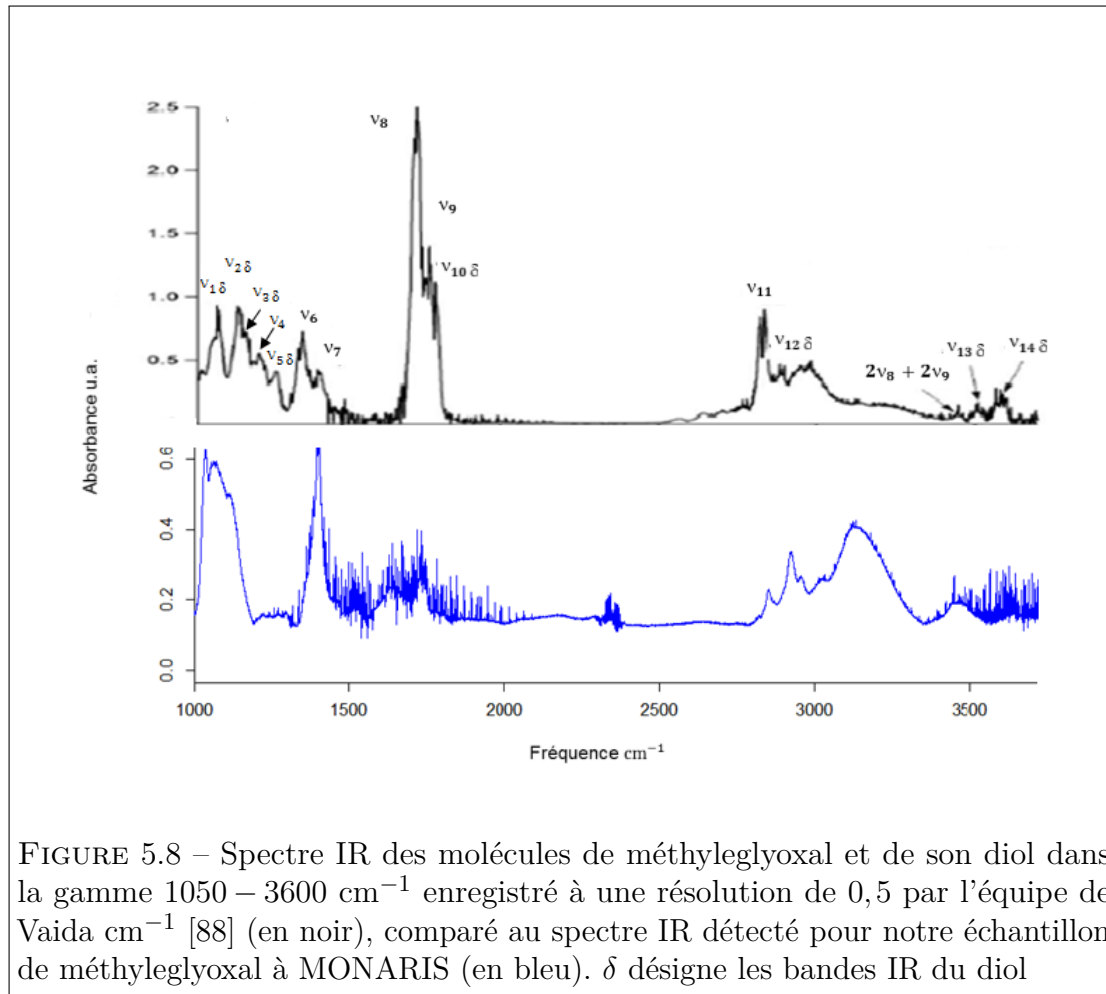 2.5
2.0
1.5
1.0
0.5
ν₁ δ
ν₂ δ
ν₃ δ
ν₄
ν₅ δ
ν₆
ν₇
ν₈
ν₉
ν₁₀ δ
ν₁₁
ν₁₂ δ
2ν₈ + 2ν₉
ν₁₃ δ
ν₁₄ δ
Absorbance u.a.
0.6
0.4
0.2
0.0
1000 1500 2000 2500 3000 3500
Fréquence cm⁻¹
FIGURE 5.8 – Spectre IR des molécules de méthyleglyoxal et de son diol dans
la gamme 1050 − 3600 cm⁻¹ enregistré à une résolution de 0,5 par l'équipe de
Vaida cm⁻¹ [88] (en noir), comparé au spectre IR détecté pour notre échantillon
de méthyleglyoxal à MONARIS (en bleu). δ désigne les bandes IR du diol